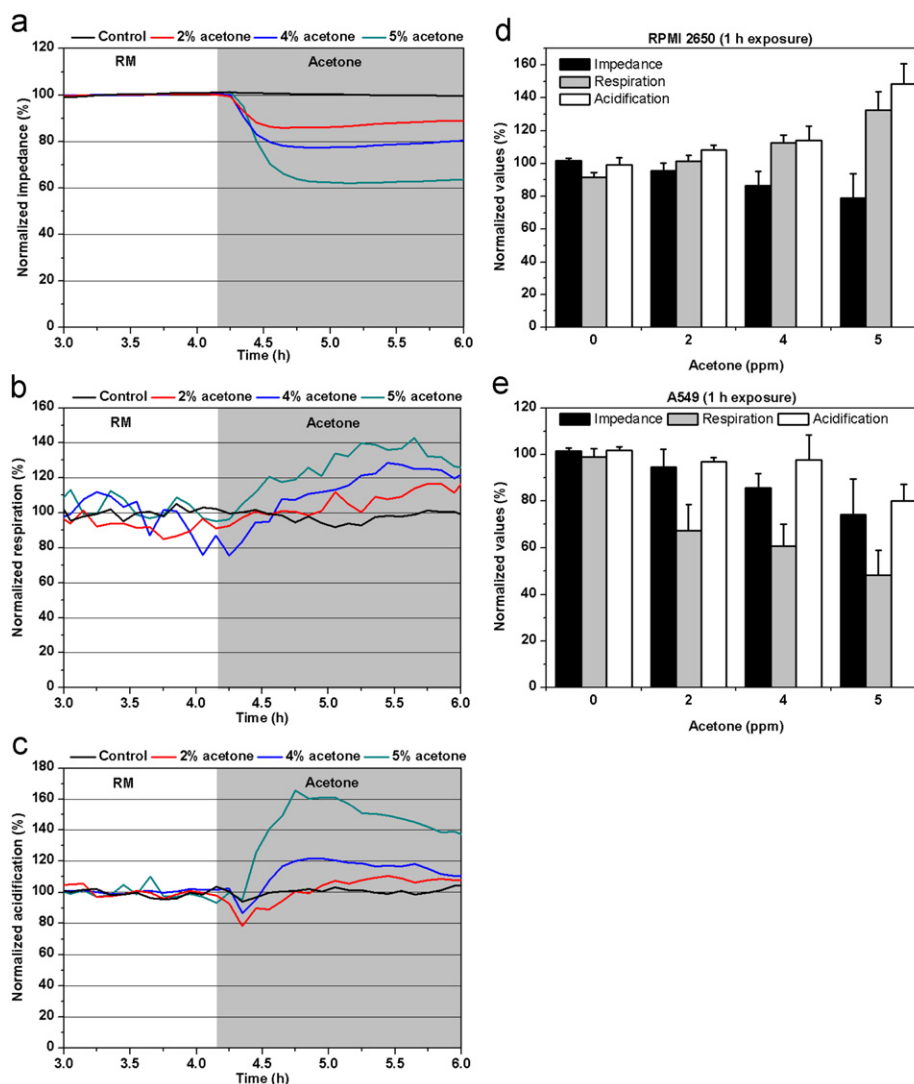 a
Control 2% acetone 4% acetone 5% acetone
120
100
80
60
40
20
0
Normalized impedance (%)
RM Acetone
3.0 3.5 4.0 4.5 5.0 5.5 6.0
Time (h)
b
Control 2% acetone 4% acetone 5% acetone
160
140
120
100
80
60
40
20
0
Normalized respiration (%)
RM Acetone
3.0 3.5 4.0 4.5 5.0 5.5 6.0
Time (h)
c
Control 2% acetone 4% acetone 5% acetone
180
160
140
120
100
80
60
40
20
0
Normalized acidification (%)
RM Acetone
3.0 3.5 4.0 4.5 5.0 5.5 6.0
Time (h)
d
RPMI 2650 (1 h exposure)
Impedance
Respiration
Acidification
160
140
120
100
80
60
40
20
0
Normalized values (%)
0 2 4 5
Acetone (ppm)
e
A549 (1 h exposure)
Impedance Respiration Acidification
120
100
80
60
40
20
0
Normalized values (%)
0 2 4 5
Acetone (ppm)